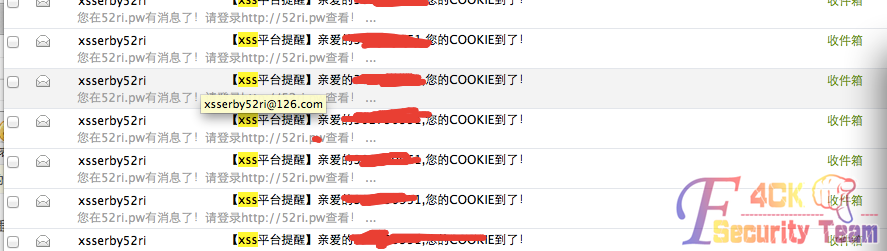 xsserby52ri 【xss平台提醒】亲爱的 51,您的COOKIE到了! 收件箱
您在52ri.pw有消息了!请登录http://52ri.pw查看! ...
xsserby52ri 【xss平台提醒】亲爱的 ,您的COOKIE到了! 收件箱
您在52ri.pw有消息了!请登录http://52ri.pw查看! ...
xsserby52ri 【xss平台提醒】亲爱的 ,您的COOKIE到了! 收件箱
您在52ri.pw有消息了!请登录http://52ri.pw查看! ...
xsserby52ri@126.com
xsserby52ri 【xss平台提醒】亲爱的 51,您的COOKIE到了! 收件箱
您在52ri.pw有消息了!请登录http://52ri.pw查看! ...
xsserby52ri 【xss平台提醒】亲爱的 51,您的COOKIE到了! 收件箱
您在52ri.pw有消息了!请登录http://52ri.pw查看! ...
xsserby52ri 【xss平台提醒】亲爱的 51,您的COOKIE到了! 收件箱
您在52ri.pw有消息了!请登录http://52ri.pw查看! ...
xsserby52ri 【xss平台提醒】亲爱的 ,您的COOKIE到了! 收件箱
F4CK
Security Team